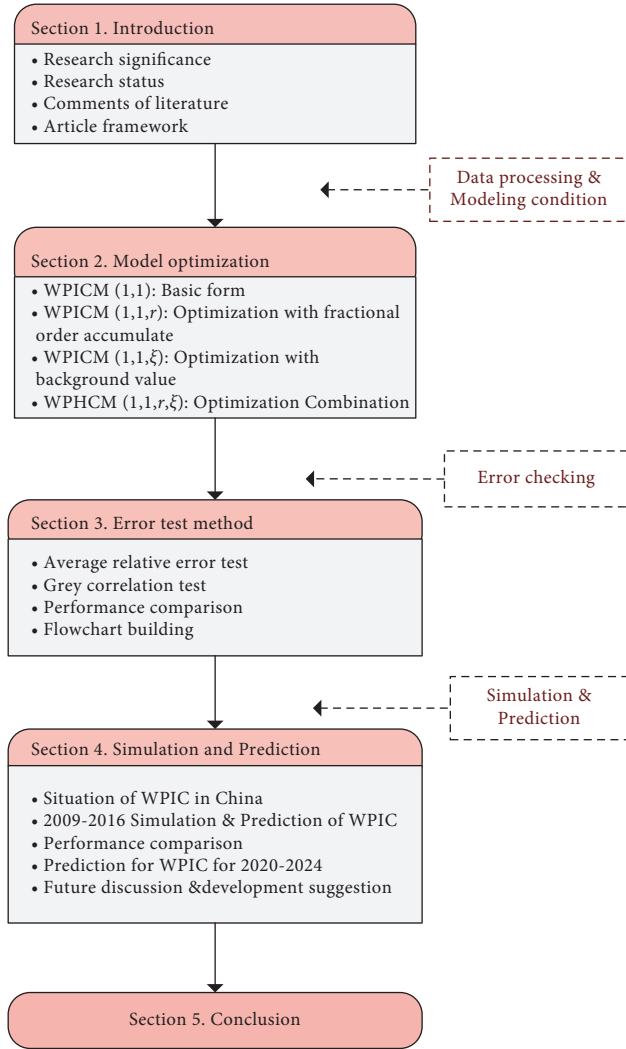 Section 1. Introduction
• Research significance
• Research status
• Comments of literature
• Article framework
Data processing &
Modeling condition
Section 2. Model optimization
• WPICM (1,1): Basic form
• WPICM (1,1,r): Optimization with fractional
order accumulate
• WPICM (1,1,ξ): Optimization with
background value
• WPHCM (1,1,r,ξ): Optimization Combination
Error checking
Section 3. Error test method
• Average relative error test
• Grey correlation test
• Performance comparison
• Flowchart building
Simulation &
Prediction
Section 4. Simulation and Prediction
• Situation of WPIC in China
• 2009-2016 Simulation & Prediction of WPIC
• Performance comparison
• Prediction for WPIC for 2020-2024
• Future discussion &development suggestion
Section 5. Conclusion